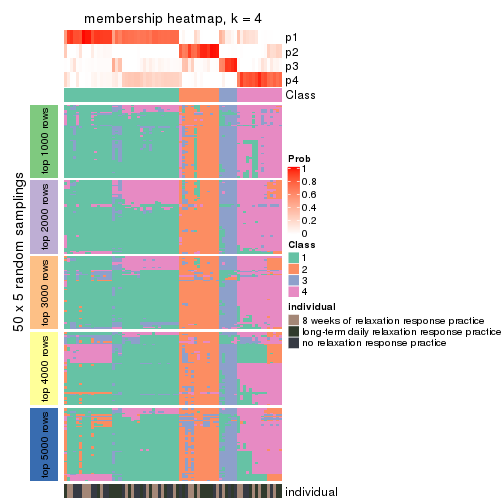 membership heatmap, k = 4
p1
p2
p3
p4
Class
50 x 5 random samplings
top 1000 rows
top 2000 rows
top 3000 rows
top 4000 rows
top 5000 rows
individual
Prob
1
0.8
0.6
0.4
0.2
0
Class
1
2
3
4
individual
8 weeks of relaxation response practice
long-term daily relaxation response practice
no relaxation response practice